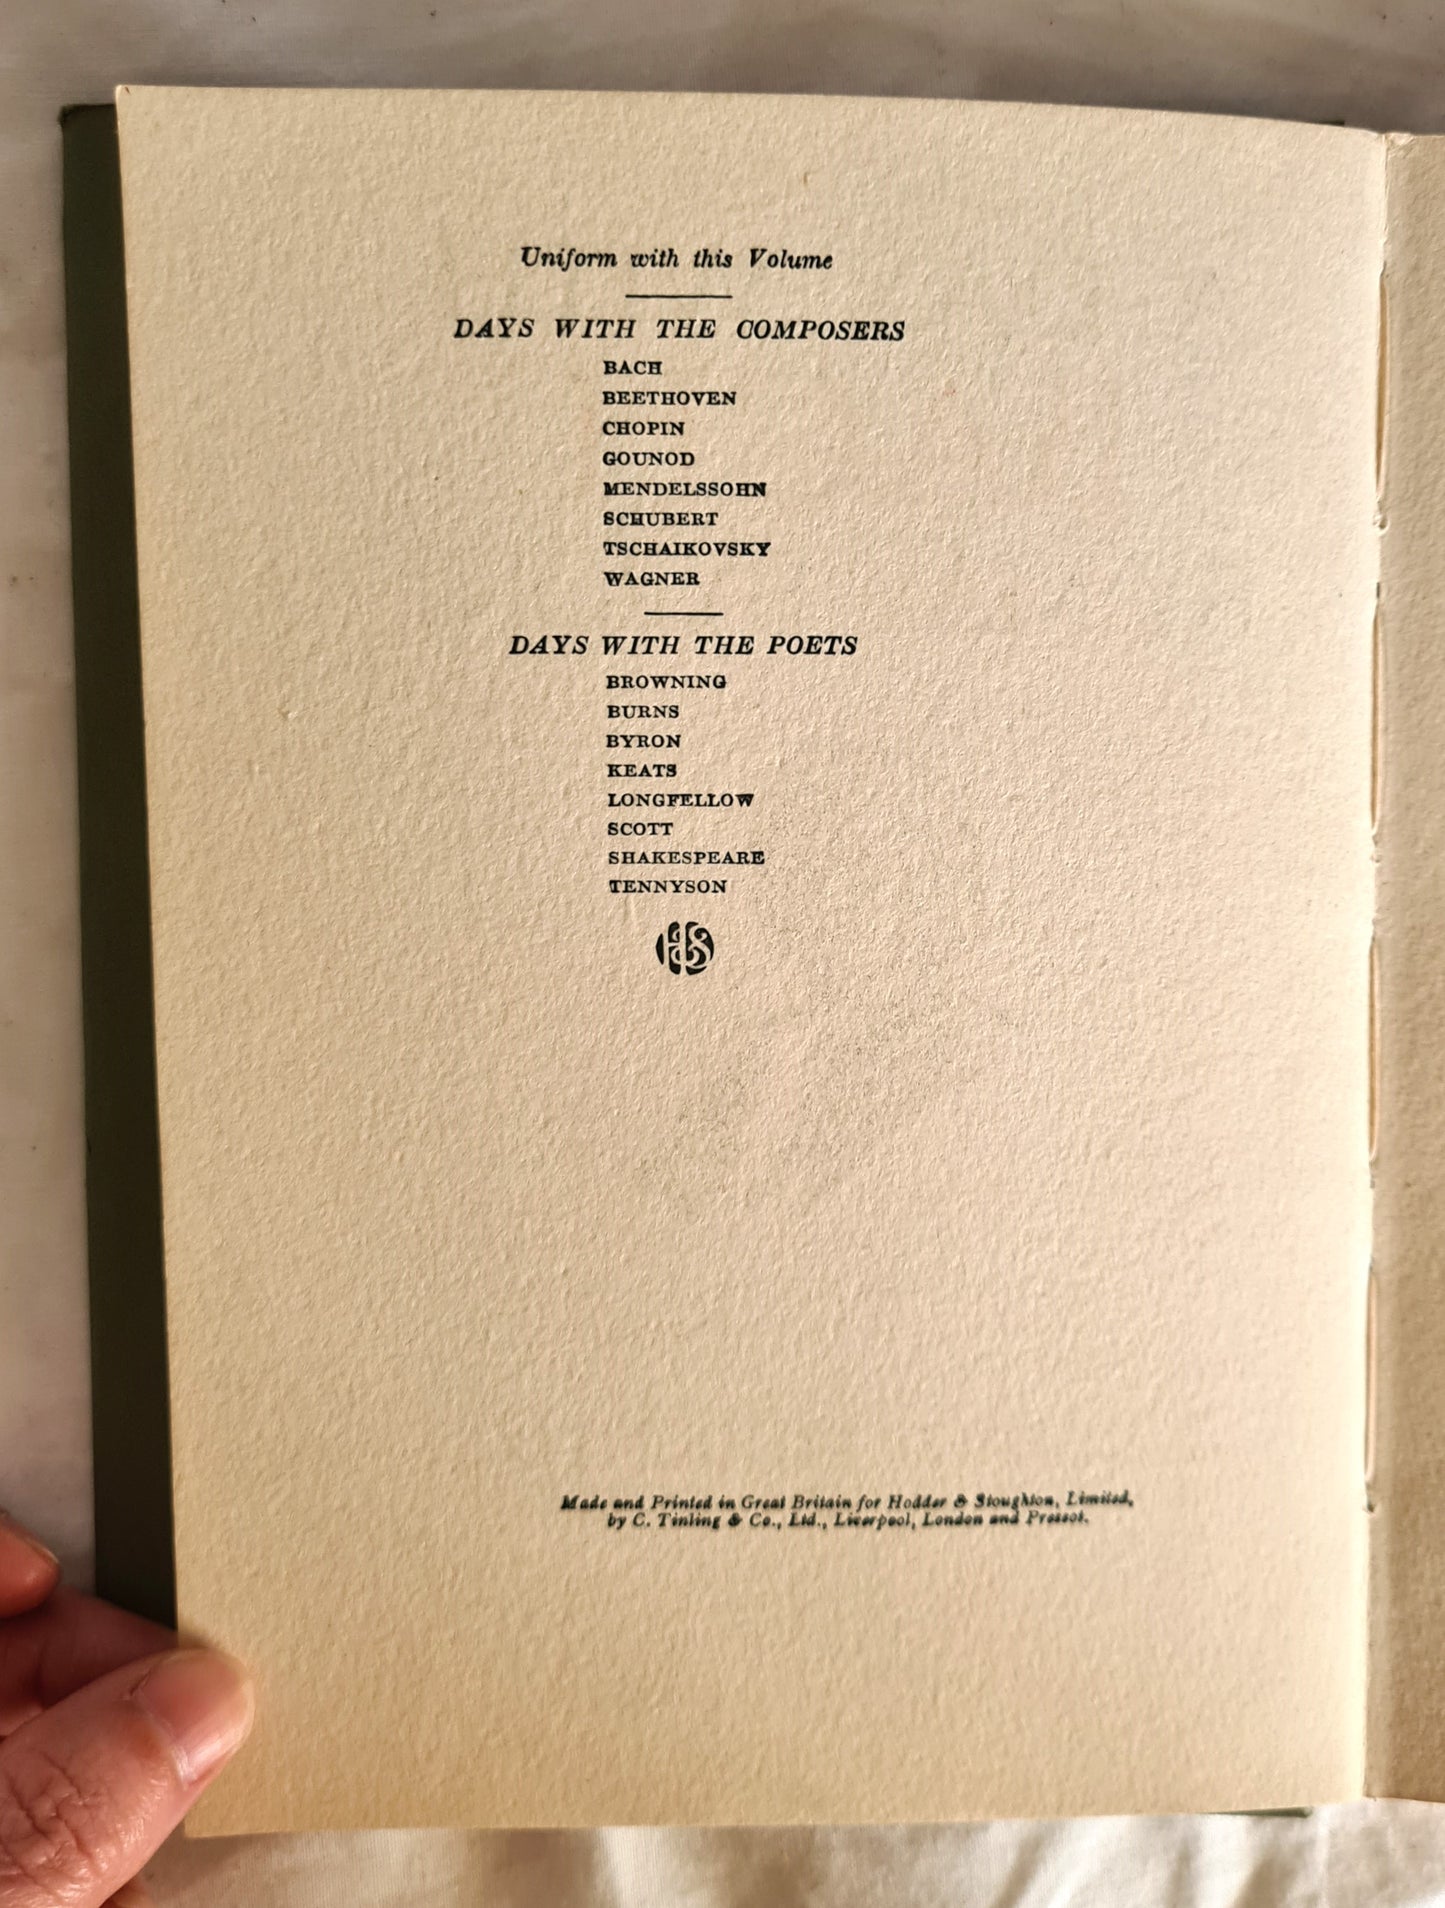 Uniform with this Volume
DAYS WITH THE COMPOSERS
BACH
BEETHOVEN
CHOPIN
GOUNOD
MENDELSSOHN
SCHUBERT
TSCHAIKOVSKY
WAGNER
DAYS WITH THE POETS
BROWNING
BURNS
BYRON
KEATS
LONGFELLOW
SCOTT
SHAKESPEARE
TENNYSON
HS
Made and Printed in Great Britain for Hodder & Stoughton, Limited,
by C. Tinling & Co., Ltd., Liverpool, London and Prescot.